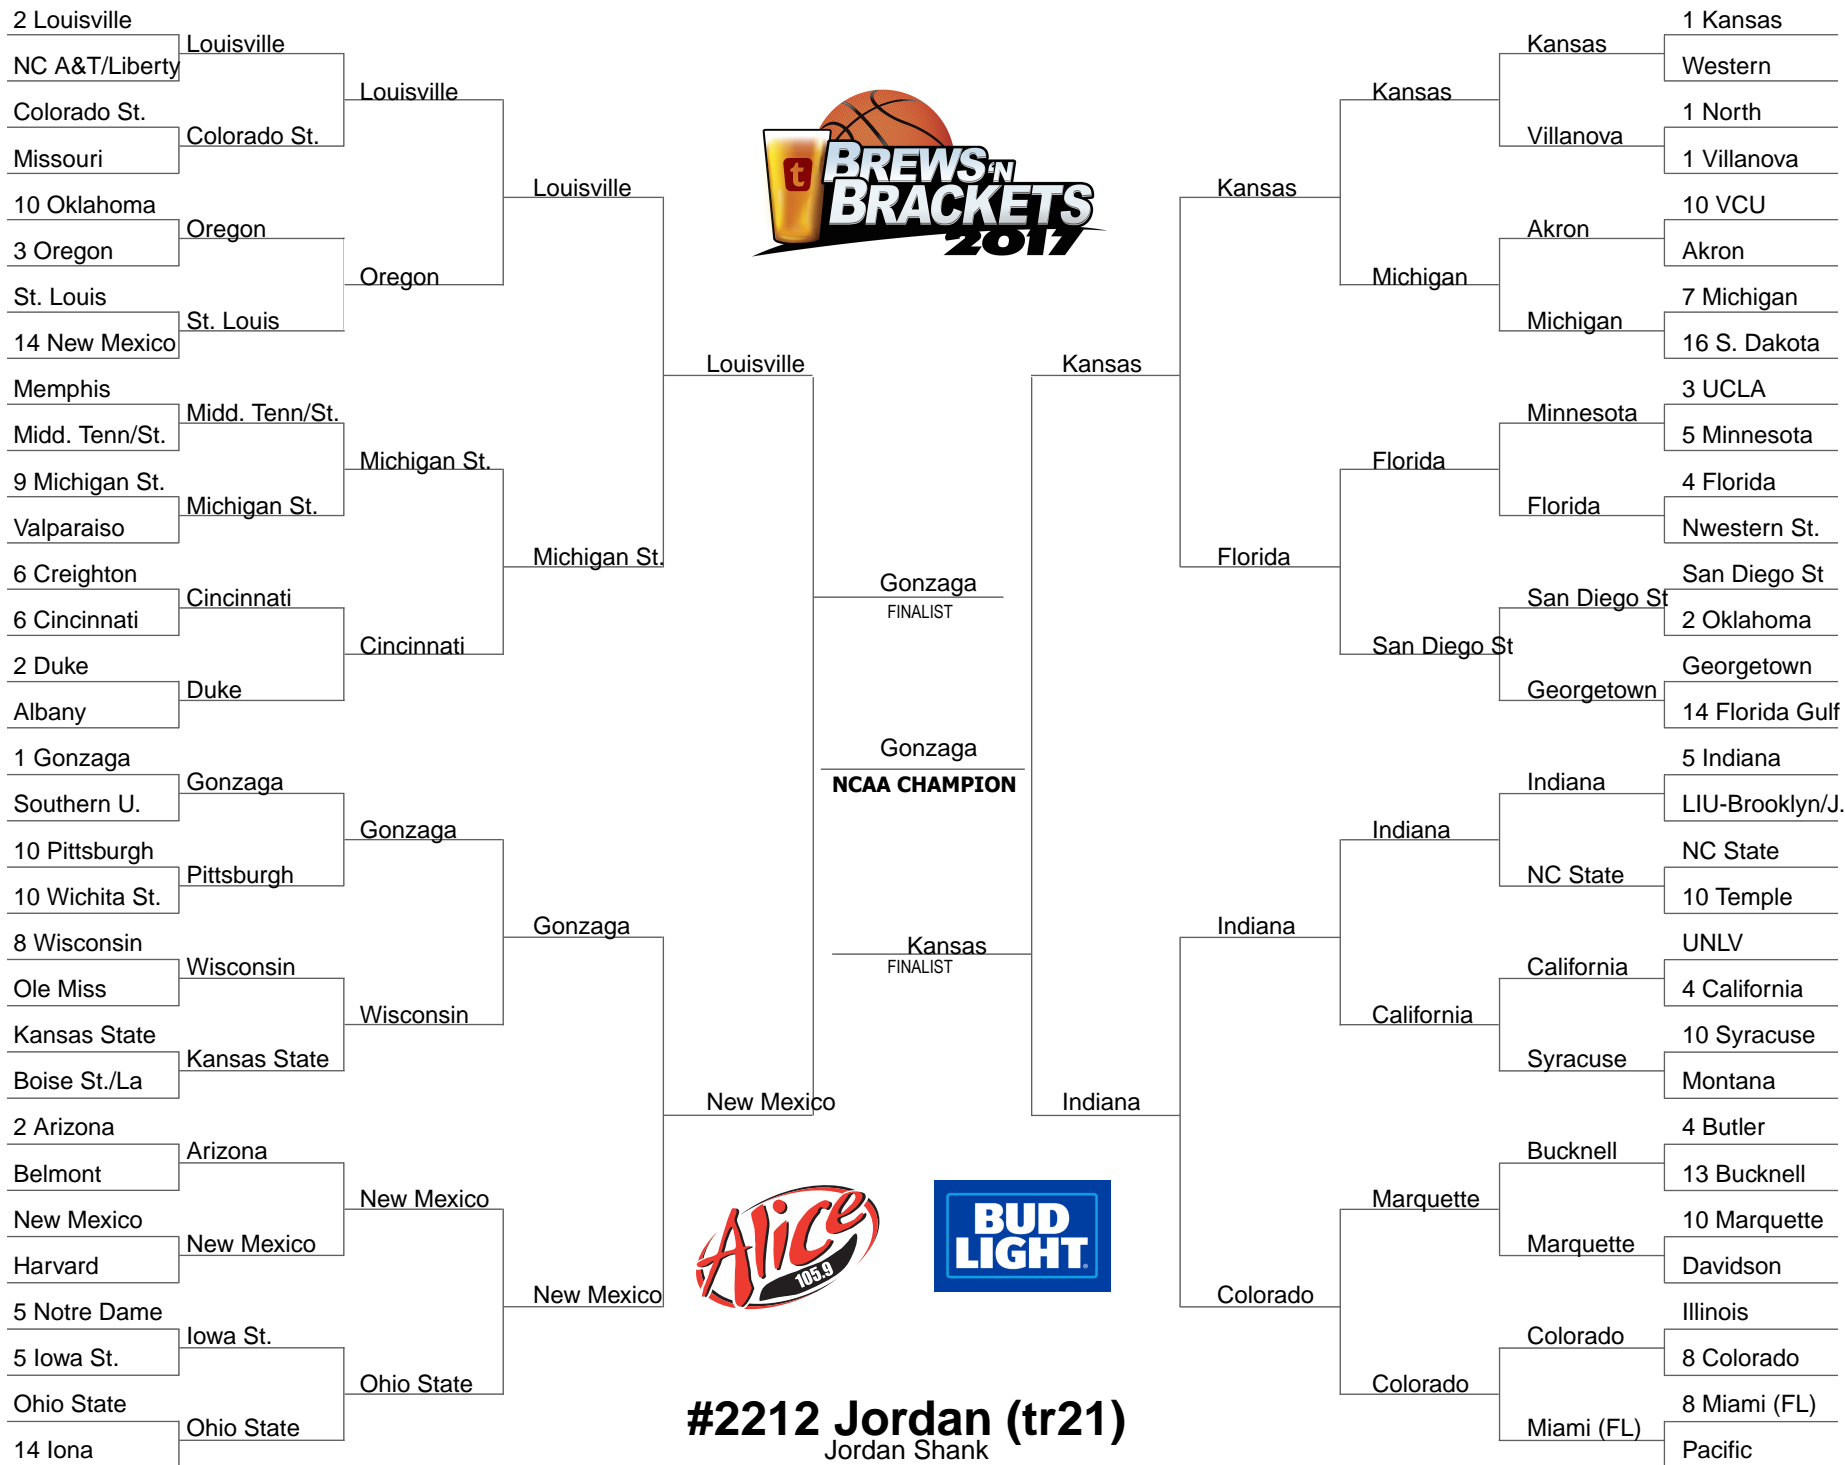 2 Louisville
NC A&T/Liberty
Colorado St.
Missouri
10 Oklahoma
3 Oregon
St. Louis
14 New Mexico
Memphis
Midd. Tenn/St.
9 Michigan St.
Valparaiso
6 Creighton
6 Cincinnati
2 Duke
Albany
1 Gonzaga
Southern U.
10 Pittsburgh
10 Wichita St.
8 Wisconsin
Ole Miss
Kansas State
Boise St./La
2 Arizona
Belmont
New Mexico
Harvard
5 Notre Dame
5 Iowa St.
Ohio State
14 Iona
Louisville
Colorado St.
Oregon
St. Louis
Midd. Tenn/St.
Michigan St.
Cincinnati
Duke
Gonzaga
Pittsburgh
Wisconsin
Kansas State
Arizona
New Mexico
Iowa St.
Ohio State
Louisville
Oregon
Michigan St.
Cincinnati
Gonzaga
Wisconsin
New Mexico
Ohio State
Louisville
Michigan St.
Gonzaga
New Mexico
Louisville
New Mexico
t
BREWS 'N
BRACKETS
2017
Gonzaga
FINALIST
Gonzaga
NCAA CHAMPION
Kansas
FINALIST
Alice
105.9
BUD
LIGHT
#2212 Jordan (tr21)
Jordan Shank
Kansas
Indiana
Kansas
Florida
Indiana
Colorado
Kansas
Michigan
Florida
San Diego St
Indiana
California
Marquette
Colorado
Kansas
Villanova
Akron
Michigan
Minnesota
Florida
San Diego St
Georgetown
Indiana
NC State
California
Syracuse
Bucknell
Marquette
Colorado
Miami (FL)
1 Kansas
Western
1 North
1 Villanova
10 VCU
Akron
7 Michigan
16 S. Dakota
3 UCLA
5 Minnesota
4 Florida
Nwestern St.
San Diego St
2 Oklahoma
Georgetown
14 Florida Gulf
5 Indiana
LIU-Brooklyn/J.
NC State
10 Temple
UNLV
4 California
10 Syracuse
Montana
4 Butler
13 Bucknell
10 Marquette
Davidson
Illinois
8 Colorado
8 Miami (FL)
Pacific